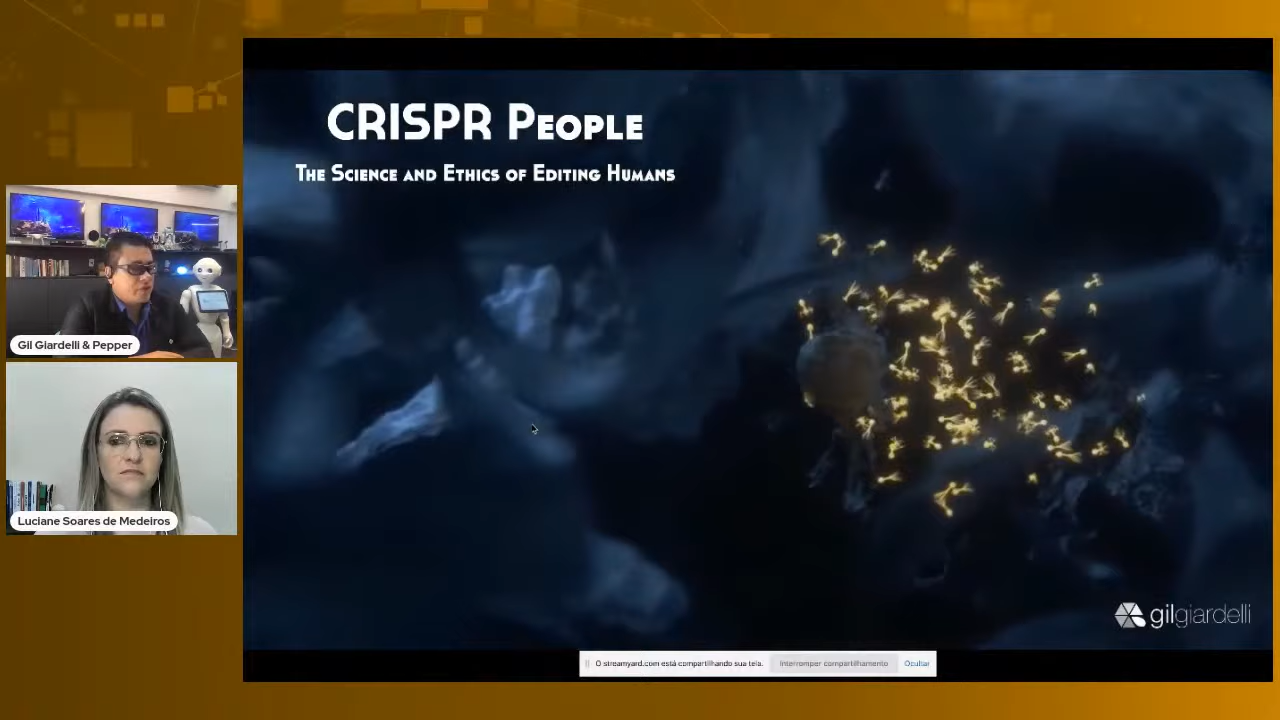 CRISPR People
The Science and Ethics of Editing Humans
Gil Giardelli & Pepper
Luciane Soares de Medeiros
gilgiardelli
O streamyard.com está compartilhando sua tela. Interromper compartilhamento Ocultar